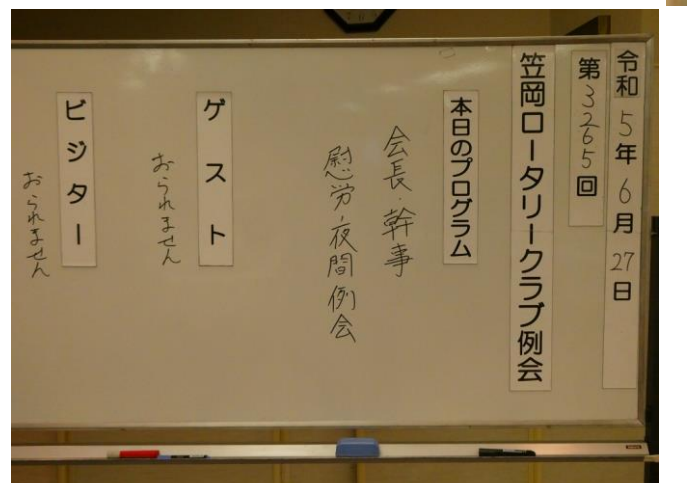 令和5年6月27日
第3265回
笠岡ロータリークラブ例会
本日のプログラム
会長・幹事
慰労夜間例会
ゲスト
おられません
ビジター
おられません